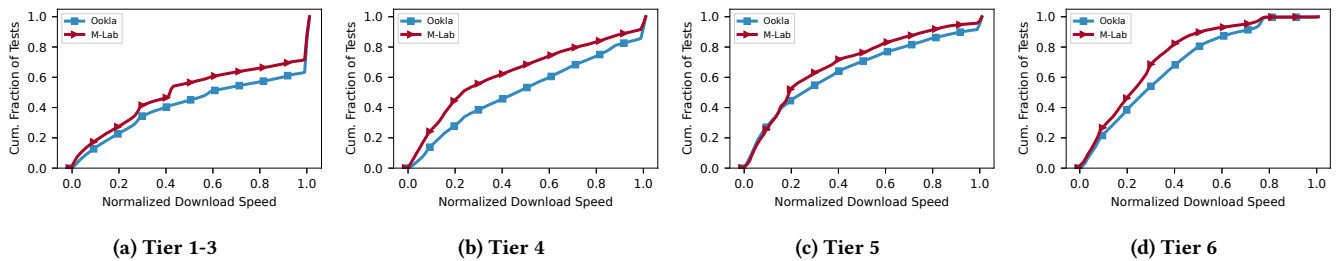 Cum. Fraction of Tests
1.0
0.8
0.6
0.4
0.2
0.0
Ookla
M-Lab
0.0 0.2 0.4 0.6 0.8 1.0
Normalized Download Speed
(a) Tier 1-3
Cum. Fraction of Tests
1.0
0.8
0.6
0.4
0.2
0.0
Ookla
M-Lab
0.0 0.2 0.4 0.6 0.8 1.0
Normalized Download Speed
(b) Tier 4
Cum. Fraction of Tests
1.0
0.8
0.6
0.4
0.2
0.0
Ookla
M-Lab
0.0 0.2 0.4 0.6 0.8 1.0
Normalized Download Speed
(c) Tier 5
Cum. Fraction of Tests
1.0
0.8
0.6
0.4
0.2
0.0
Ookla
M-Lab
0.0 0.2 0.4 0.6 0.8 1.0
Normalized Download Speed
(d) Tier 6